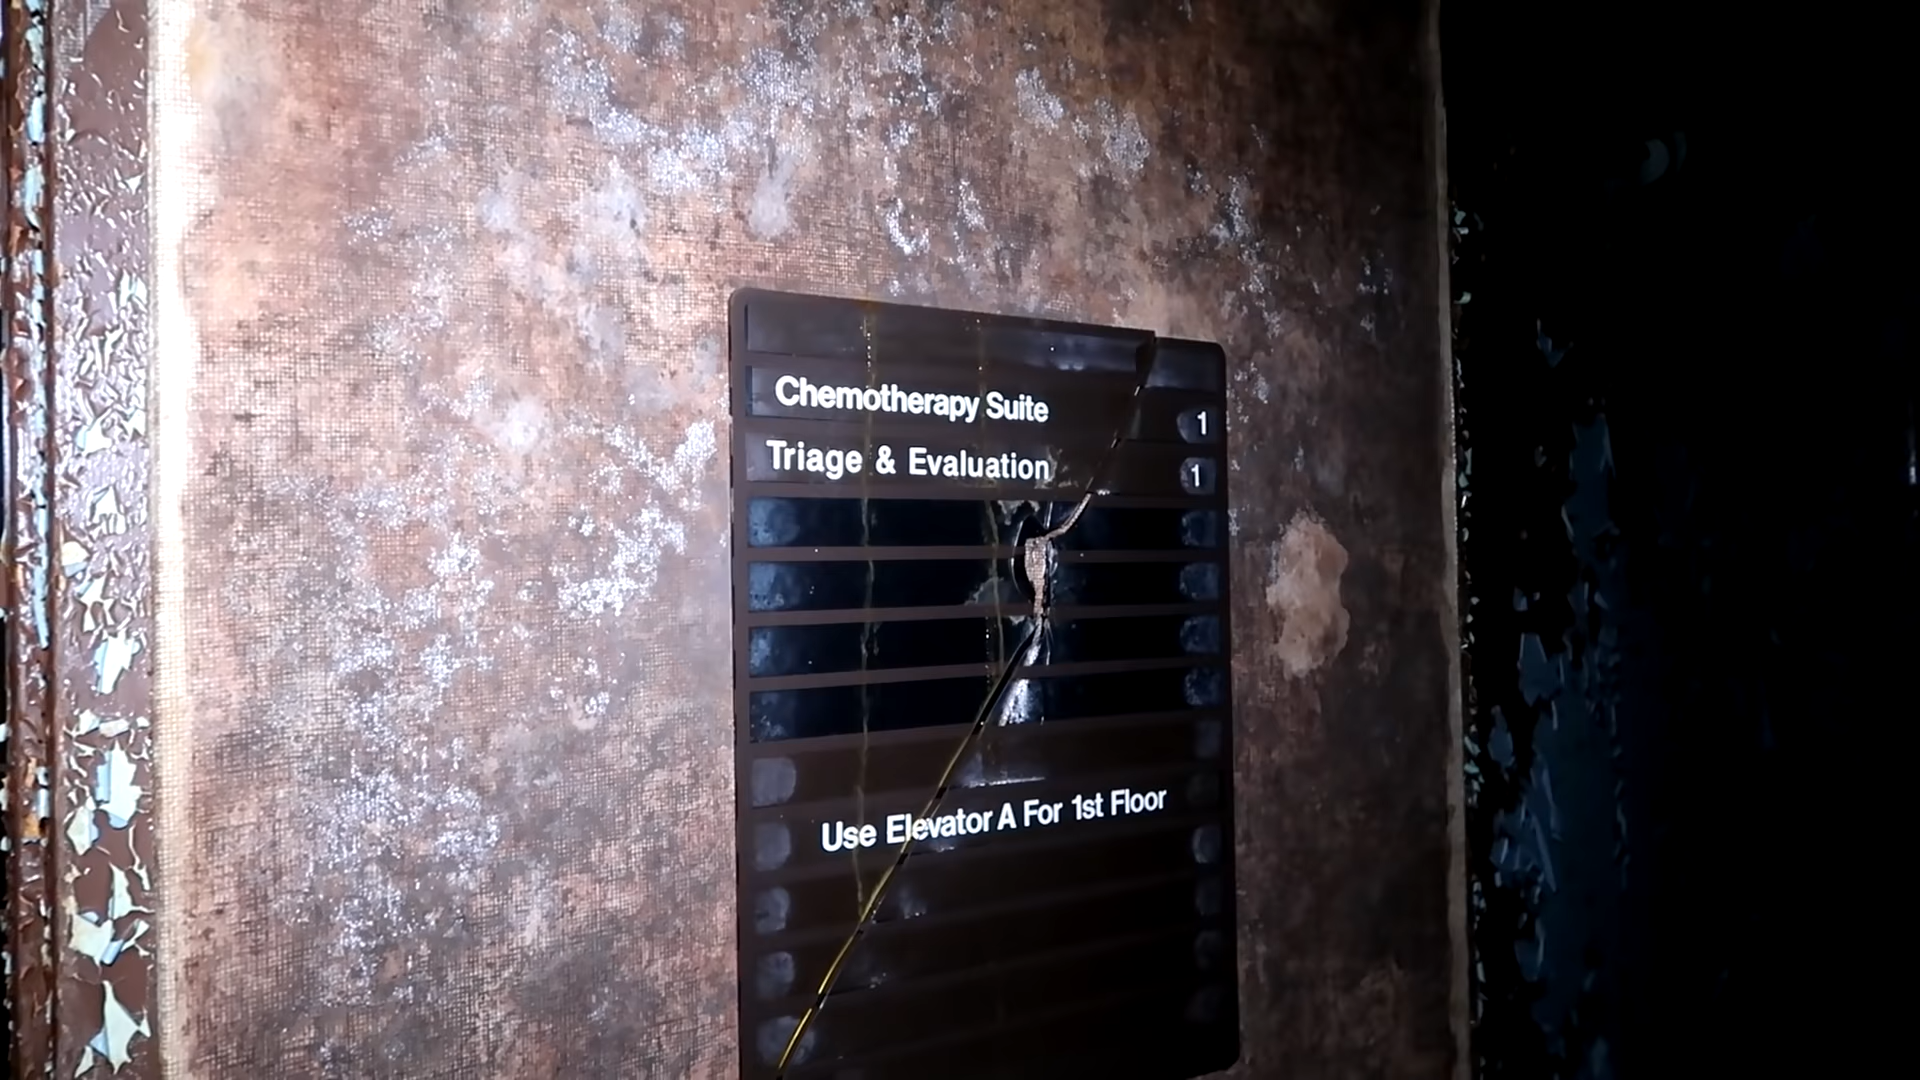 Chemotherapy Suite 1
Triage & Evaluation 1
Use Elevator A For 1st Floor